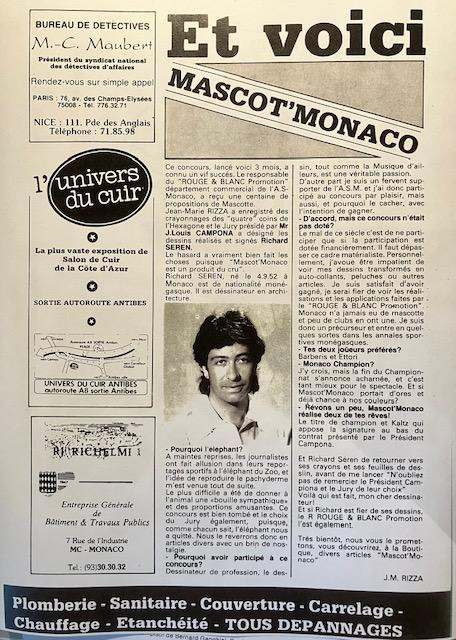 BUREAU DE DETECTIVES
M.-C. Maubert
Président du syndicat national
des détectives d'affaires
Rendez-vous sur simple appel
PARIS : 76, av. des Champs-Elysées
75008 - Tél. 776.32.71
NICE : 111, Pde des Anglais
Téléphone : 71.85.98
l'univers
du cuir
La plus vaste exposition de
Salon de Cuir
de la Côte d'Azur
SORTIE AUTOROUTE ANTIBES
UNIVERS DU CUIR ANTIBES
autoroute A8 sortie Antibes
RICHELMI
Entreprise Générale
de
Bâtiment & Travaux Publics
7 Rue de l'Industrie
MC - MONACO
Tel.: (93)30.30.32
Et voici
MASCOT'MONACO
Ce concours, lancé voici 3 mois, a
connu un vif succès. Le responsable
du "ROUGE & BLANC Promotion"
département commercial de l'A.S-
Monaco, a reçu une centaine de
propositions de Mascotte.
Jean-Marie RIZZA a enregistré des
crayonnages des "quatre" coins de
l'Hexagone et le Jury présidé par Mr
J.Louis CAMPONA a désigné les
dessins réalisés et signés Richard
SEREN.
Le hasard a vraiment bien fait les
choses puisque "Mascot'Monaco
est un produit du cru".
Richard SEREN, né le 4.9.52 à
Monaco est de nationalité moné-
gasque. Il est dessinateur en archi-
tecture.
- Pourquoi l'éléphant?
A maintes reprises, les journalistes
ont fait allusion dans leurs repor-
tages sportifs à l'éléphant du Zoo, et
l'idée de reproduire le pachyderme
m'est venue tout de suite.
Le plus difficile a été de donner à
l'animal une «bouille sympathique»
et des proportions amusantes. Ce
concours est bien tombé et le choix
du Jury également, puisque,
comme chacun sait, l'éléphant nous
a quitté. Nous le reverrons donc en
articles divers avec un brin de nos-
talgie.
- Pourquoi avoir participé à ce
concours?
Dessinateur de profession, le des-
sin, tout comme la Musique d'ail-
leurs, est une véritable passion.
D'autre part je suis un fervent sup-
porter de l'A.S.M. et j'ai donc parti-
cipé au concours par plaisir, mais
aussi, et pourquoi le cacher, avec
l'intention de gagner.
- D'accord, mais ce concours n'était
pas doté?
Le mal de ce siècle c'est de ne parti-
ciper que si la participation est
dotée financièrement. Il faut dépas-
ser ce cadre matérialiste. Personnel-
lement, j'avoue être impatient de
voir mes dessins transformés en
auto-collants, peluches ou autres
articles. Je suis satisfait d'avoir
gagné, je serai fier de voir les réali-
sations et les applications faites par
le "ROUGE & BLANC Promotion".
Monaco n'a jamais eu de mascotte
et peu de clubs en ont une. Je suis
donc un précurseur et entre en quel-
ques sortes dans les annales spor-
tives monégasques.
- Tes deux joueurs préférés?
Barberis et Ettori
- Monaco Champion?
J'y crois, mais la fin du Champion-
nat s'annonce acharnée, et c'est
tant mieux pour le spectacle. Et si
Mascot'Monaco portait d'ores et
déjà chance à nos couleurs?
- Rêvons un peu, Mascot'Monaco
réalise deux de tes rêves!
Le titre de champion et Kaltz qui
appose la signature au bas du
contrat présenté par le Président
Campona.
Et Richard Seren de retourner vers
ses crayons et ses feuilles de des-
sin, avant de me lancer "N'oubliez
pas de remercier le Président Cam-
piona et le Jury de leur choix"
Voilà qui est fait, mon cher dessina-
teur!
Et si Richard est fier de ses dessins,
le R ROUGE & BLANC Promotion
l'est également.
Très bientôt, nous vous le promet-
tons, vous découvrirez, à la Bouti-
que, divers articles "Mascot'Mo-
naco"
J.M. RIZZA
Plomberie - Sanitaire - Couverture - Carrelage -
Chauffage - Etanchéité - TOUS DEPANNAGES